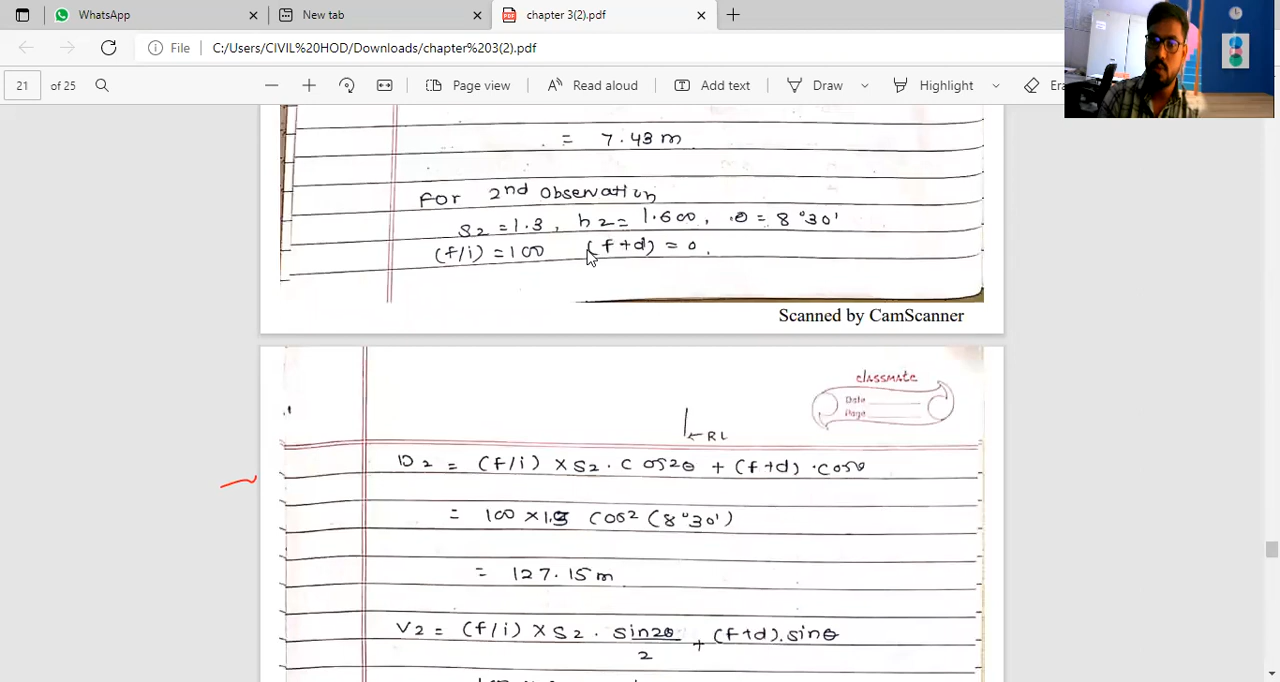 WhatsApp
New tab
chapter 3(2).pdf
File C:/Users/CIVIL%20HOD/Downloads/chapter%203(2).pdf
21 of 25 Page view Read aloud Add text Draw Highlight Era
= 7.43 m
For 2nd observation
S2 = 1.3, h2 = 1.600, θ = 8°30'
(f/i) = 100 (f+d) = 0.
Scanned by CamScanner
classmate
Date
Page
← RL
D2 = (f/i) × S2 . cos2θ + (f+d) . cosθ
= 100 × 1.3 cos² (8°30')
= 127.15 m
V2 = (f/i) × S2 . sin2θ/2 + (f+d).sinθ